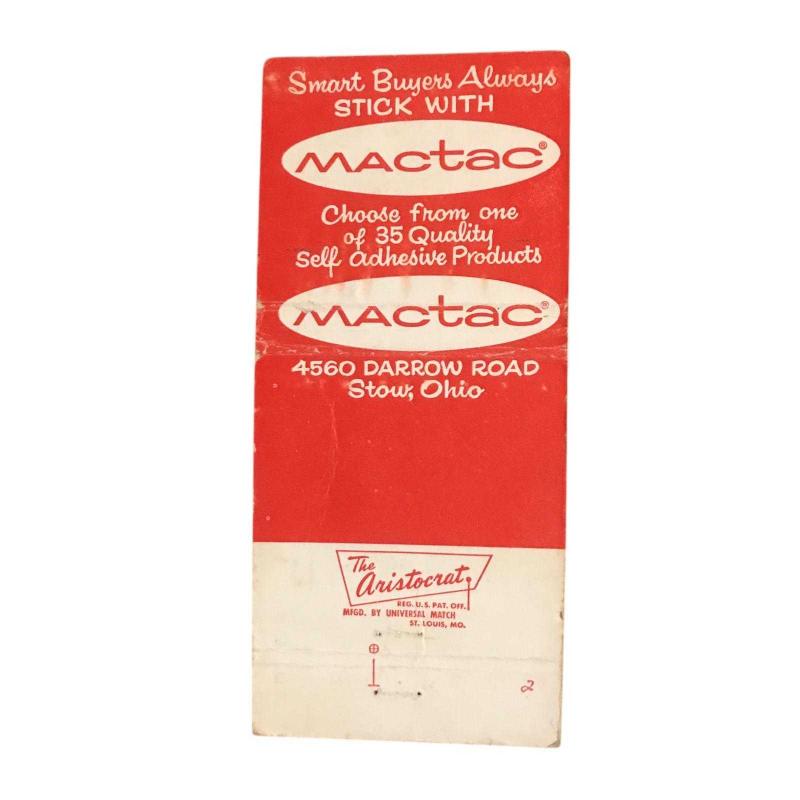 Smart Buyers Always
STICK WITH
MACtac®
Choose from one
of 35 Quality
Self Adhesive Products
MACtac®
4560 DARROW ROAD
Stow, Ohio
The
Aristocrat
REG. U.S. PAT. OFF.
MFGD. BY UNIVERSAL MATCH
ST. LOUIS, MO.
2